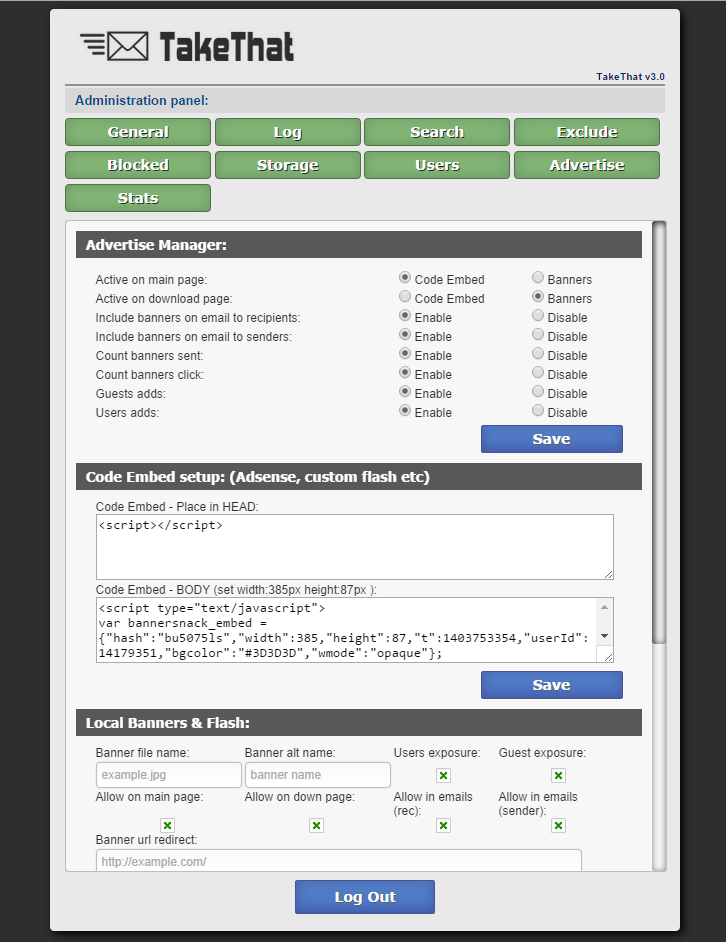 TakeThat
TakeThat v3.0
Administration panel:
General Log Search Exclude
Blocked Storage Users Advertise
Stats
Advertise Manager:
Active on main page: Code Embed Banners
Active on download page: Code Embed Banners
Include banners on email to recipients: Enable Disable
Include banners on email to senders: Enable Disable
Count banners sent: Enable Disable
Count banners click: Enable Disable
Guests adds: Enable Disable
Users adds: Enable Disable
Save
Code Embed setup: (Adsense, custom flash etc)
Code Embed - Place in HEAD:
<script></script>
Code Embed - BODY (set width:385px height:87px ):
<script type="text/javascript">
var bannersnack_embed =
{"hash":"bu5075ls","width":385,"height":87,"t":1403753354,"userId":
14179351,"bgcolor":"#3D3D3D","wmode":"opaque"};
Save
Local Banners & Flash:
Banner file name: Banner alt name: Users exposure: Guest exposure:
example.jpg banner name
Allow on main page: Allow on down page: Allow in emails Allow in emails
(rec): (sender):
Banner url redirect:
http://example.com/
Log Out